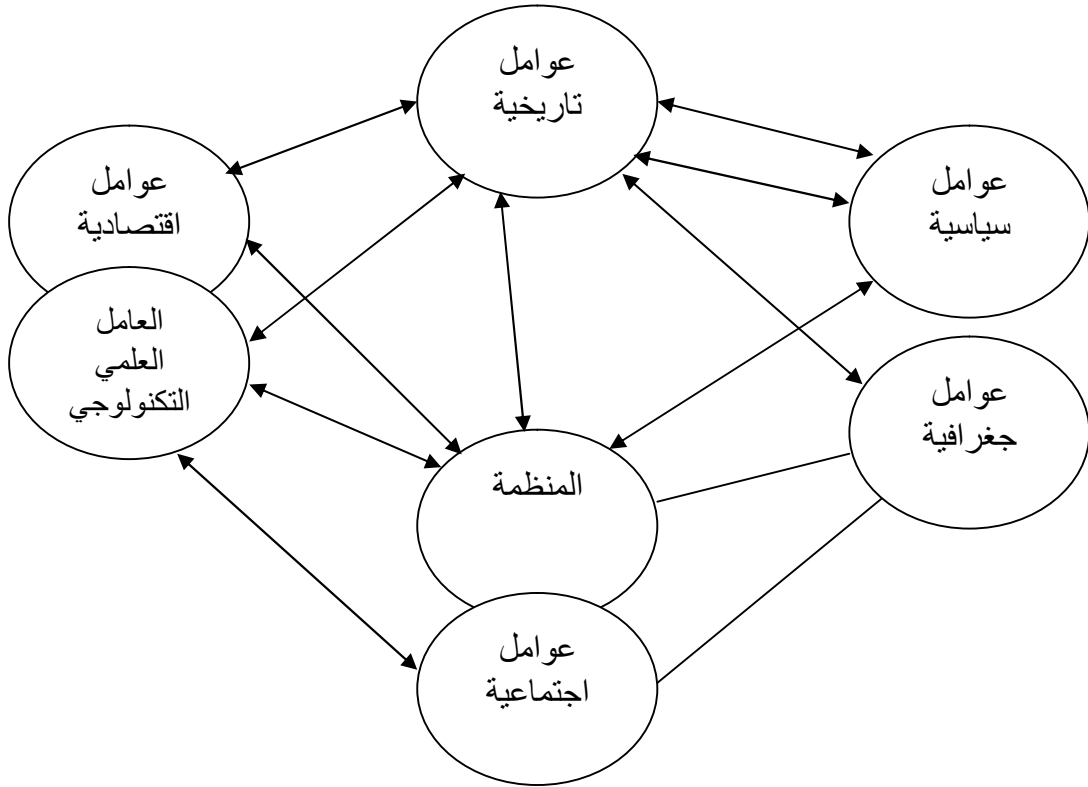 عوامل
تاريخية
عوامل
اقتصادية
عوامل
سياسية
العامل
العلمي
التكنولوجي
عوامل
جغرافية
المنظمة
عوامل
اجتماعية